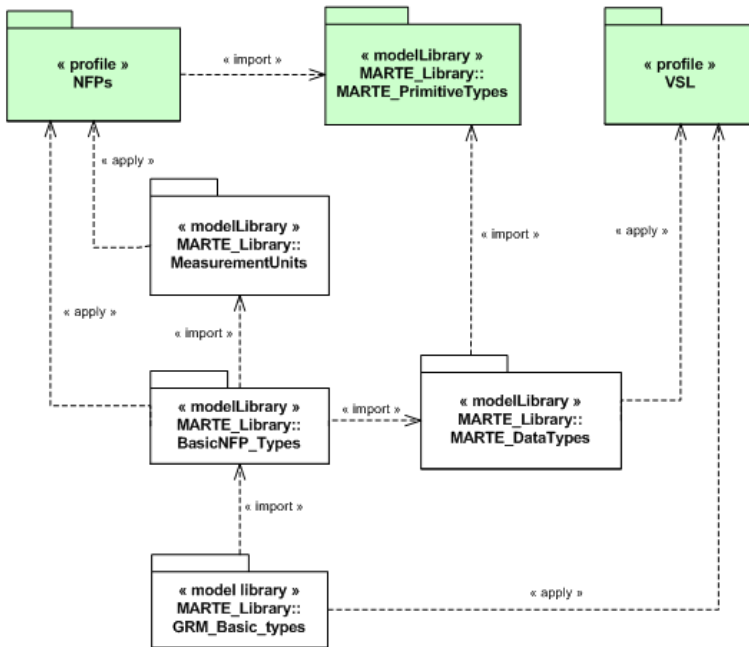 « profile »
NFPs
« import »
« modelLibrary »
MARTE_Library::
MARTE_PrimitiveTypes
« profile »
VSL
« apply »
« modelLibrary »
MARTE_Library::
MeasurementUnits
« import »
« apply »
« apply »
« import »
« modelLibrary »
MARTE_Library::
BasicNFP_Types
« import »
« modelLibrary »
MARTE_Library::
MARTE_DataTypes
« import »
« model library »
MARTE_Library::
GRM_Basic_types
« apply »